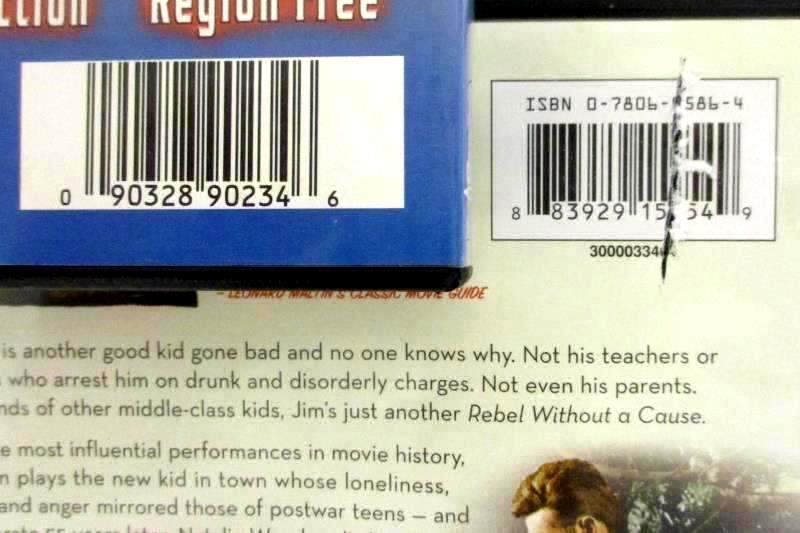 Region Free
0 90328 90234 6
ISBN 0-7806- 586-4
8 83929 15 54 9
3000033
– LEONARD MALTIN'S CLASSIC MOVIE GUIDE
is another good kid gone bad and no one knows why. Not his teachers or
who arrest him on drunk and disorderly charges. Not even his parents.
nds of other middle-class kids, Jim's just another Rebel Without a Cause.
e most influential performances in movie history,
n plays the new kid in town whose loneliness,
and anger mirrored those of postwar teens — and
55 years later